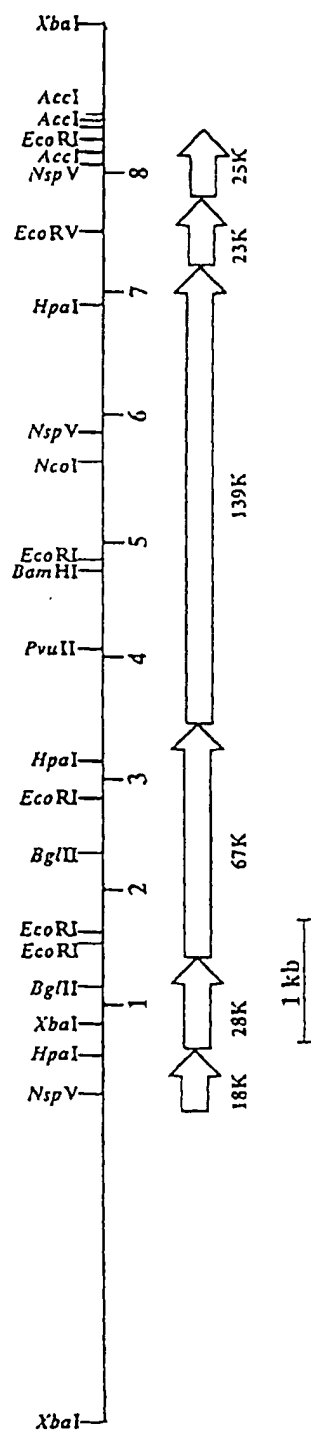 XbaI
AccI
AccI
EcoRI
AccI
NspV
8
EcoRV
7
HpaI
6
NspV
NcoI
5
EcoRI
BamHI
PvuII
4
HpaI
3
EcoRI
BglII
2
EcoRI
EcoRI
BglII
1
XbaI
HpaI
NspV
XbaI
25K
23K
139K
67K
28K
18K
1 kb